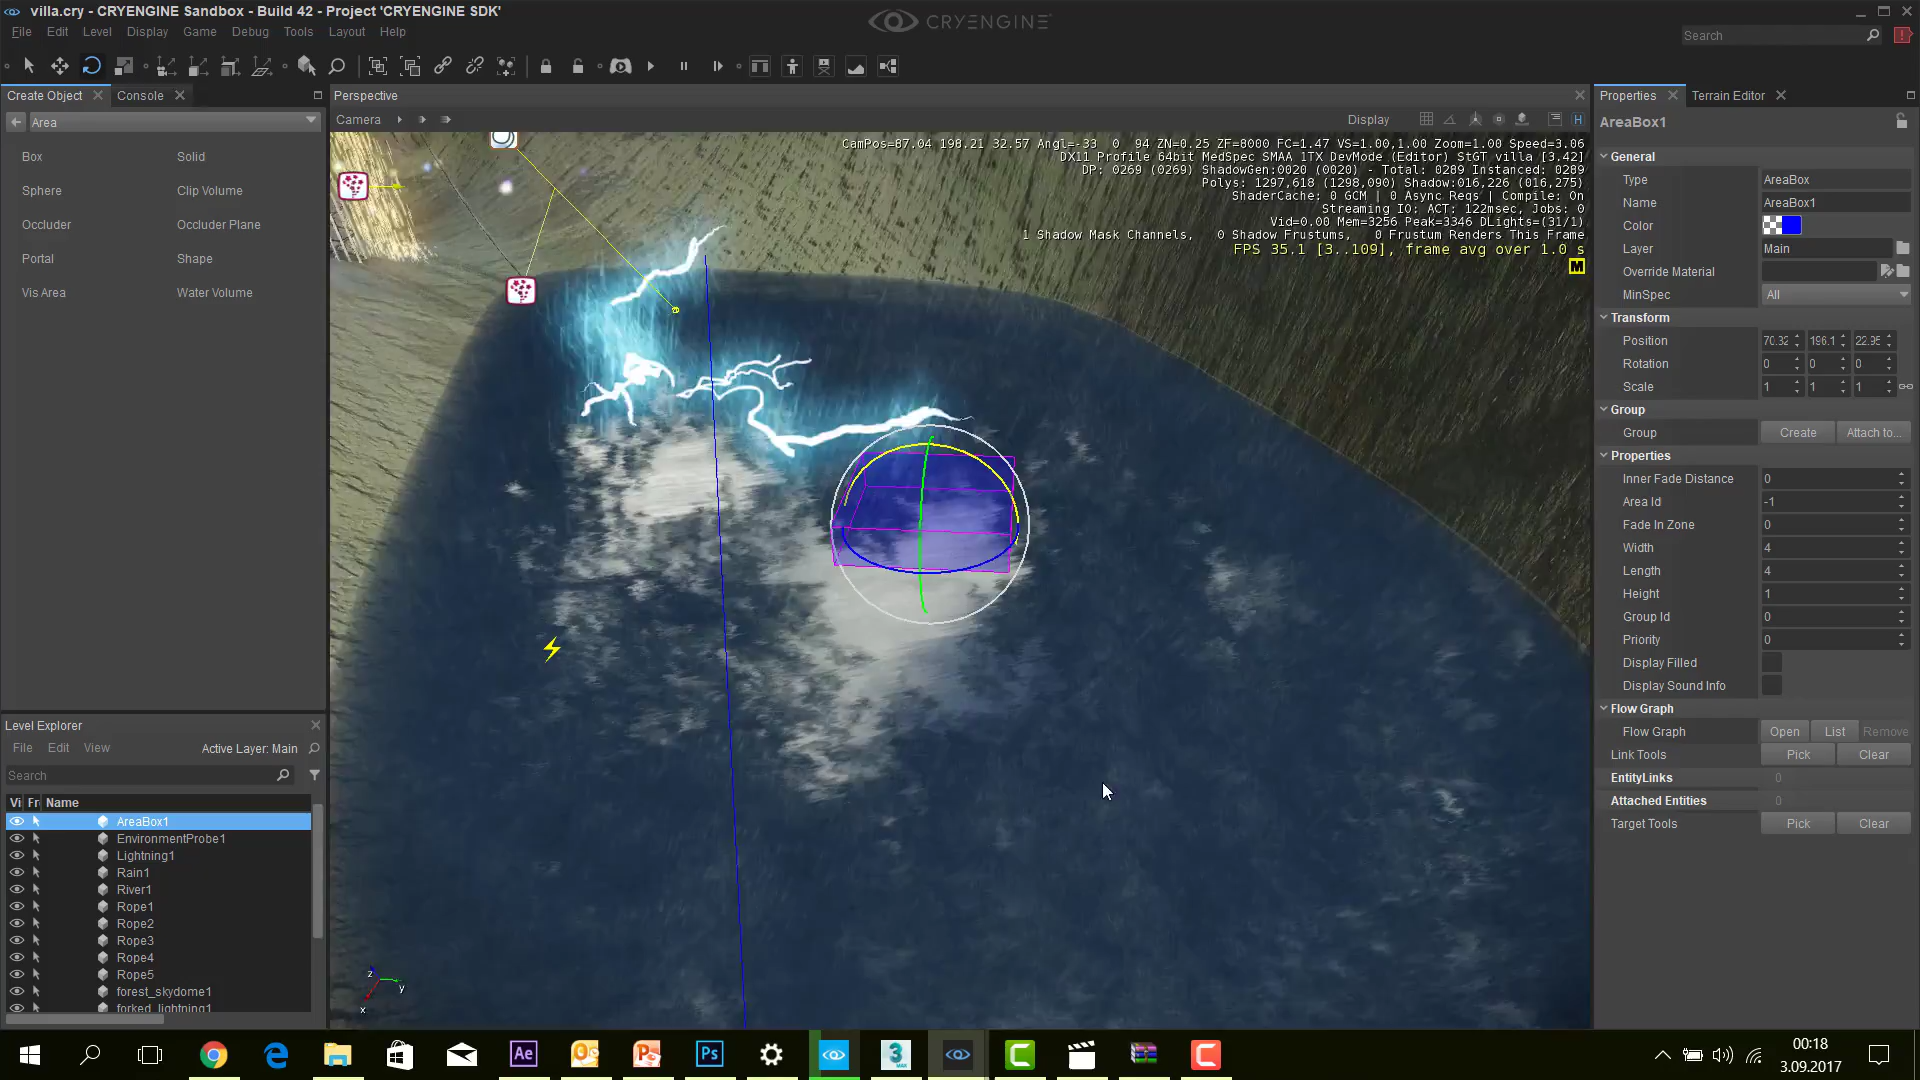 villa.cry - CRYENGINE Sandbox - Build 42 - Project 'CRYENGINE SDK'
CRYENGINE
File Edit Level Display Game Debug Tools Layout Help
Search
Create Object
Console
Perspective
Properties
Terrain Editor
Area
Camera
Display
AreaBox1
Box
Solid
Sphere
Clip Volume
Occluder
Occluder Plane
Portal
Shape
Vis Area
Water Volume
CamPos=87.04 198.21 32.57 Angl=-33 0 94 ZN=0.25 ZF=8000 FC=1.47 VS=1.00,1.00 Zoom=1.00 Speed=3.06
DX11 Profile 64bit MedSpec SMAA 1TX DevMode (Editor) StGT villa [3.42]
DP: 0269 (0269) ShadowGen:0020 (0020) - Total: 0289 Instanced: 0289
Polys: 1297,618 (1298,090) Shadow:016,226 (016,275)
ShaderCache: 0 GCM | 0 Async Reqs | Compile: On
Streaming IO: ACT: 122msec, Jobs: 0
Vid=0.00 Mem=3256 Peak=3346 DLights=(31/1)
1 Shadow Mask Channels, 0 Shadow Frustums, 0 Frustum Renders This Frame
FPS 35.1 [3..109], frame avg over 1.0 s
M
General
Type AreaBox
Name AreaBox1
Color
Layer Main
Override Material
MinSpec All
Transform
Position 70.32 196.1 22.95
Rotation 0 0 0
Scale 1 1 1
Group
Group Create Attach to...
Properties
Inner Fade Distance 0
Area Id -1
Fade In Zone 0
Width 4
Length 4
Height 1
Group Id 0
Priority 0
Display Filled
Display Sound Info
Flow Graph
Flow Graph Open List Remove
Link Tools Pick Clear
EntityLinks 0
Attached Entities 0
Target Tools Pick Clear
Level Explorer
File Edit View Active Layer: Main
Search
Vi Fr Name
AreaBox1
EnvironmentProbe1
Lightning1
Rain1
River1
Rope1
Rope2
Rope3
Rope4
Rope5
forest_skydome1
forked_lightning1
z
y
x
Ae
Ps
3
00:18
3.09.2017